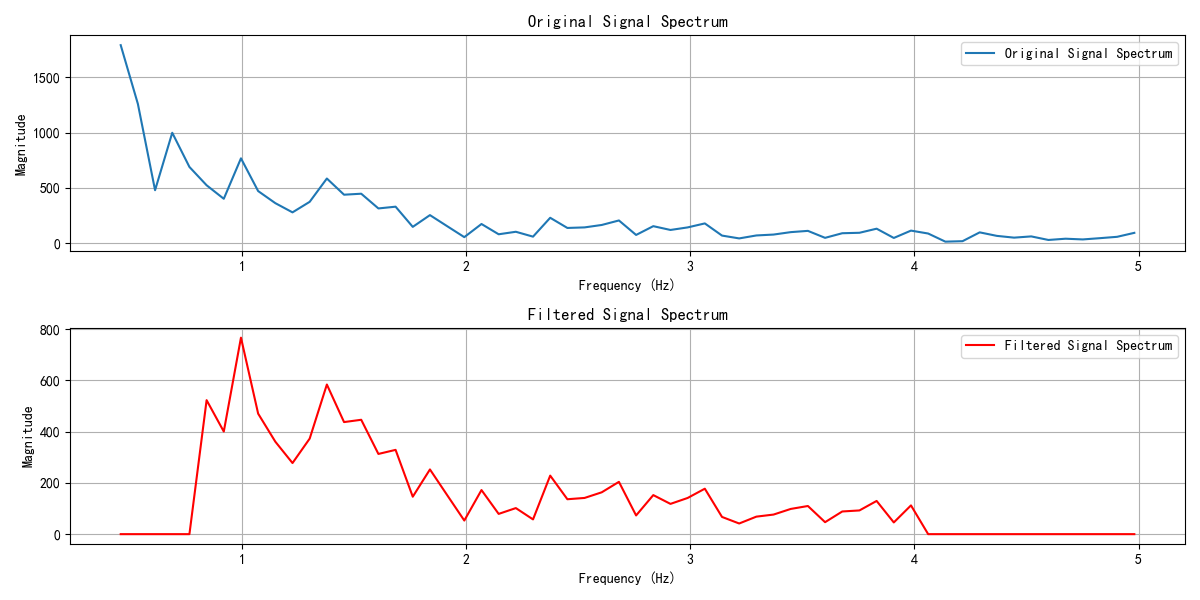 Original Signal Spectrum
Original Signal Spectrum
Magnitude
1500
1000
500
0
1 2 3 4 5
Frequency (Hz)
Filtered Signal Spectrum
Filtered Signal Spectrum
Magnitude
800
600
400
200
0
1 2 3 4 5
Frequency (Hz)